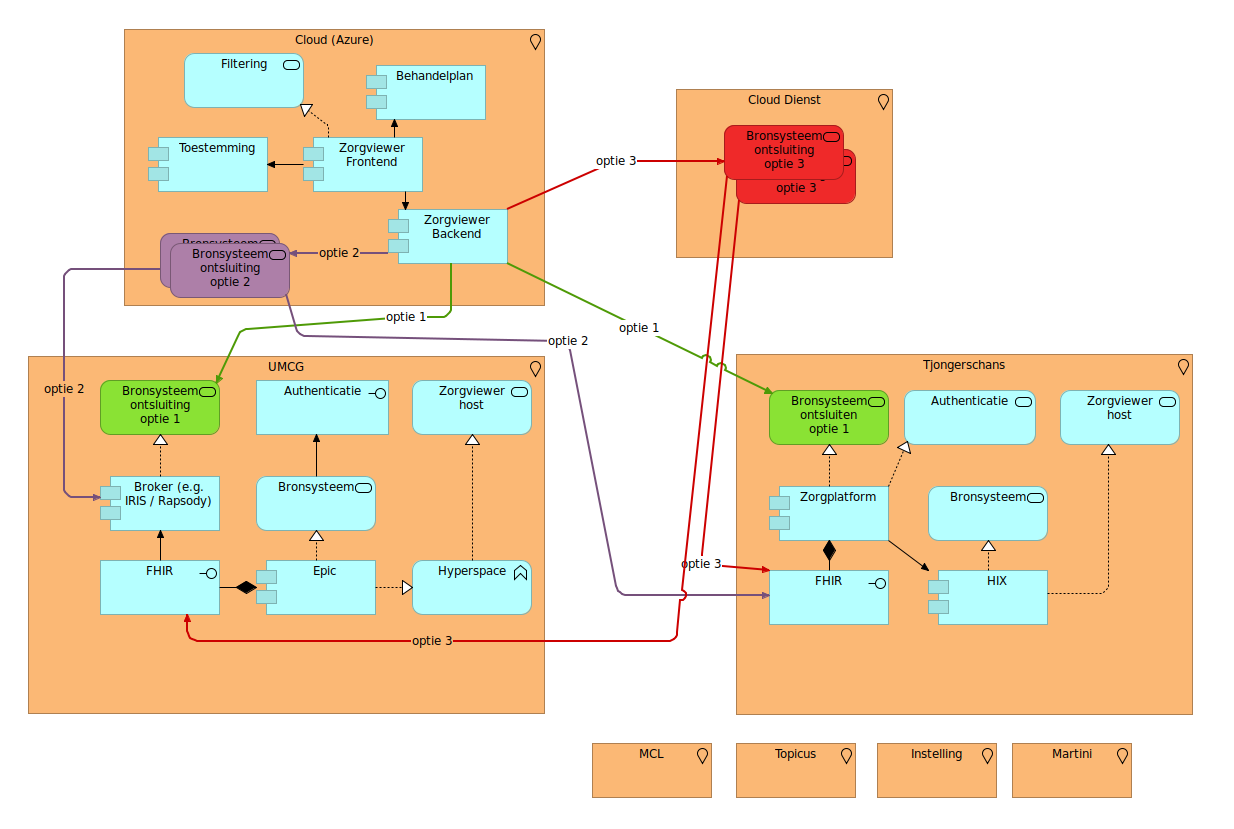 Cloud (Azure)
Filtering
Behandelplan
Toestemming
Zorgviewer
Frontend
Zorgviewer
Backend
Bronsysteem
Bronsysteem
ontsluiting
optie 2
optie 2
optie 3
Cloud Dienst
Bronsysteem
ontsluiting
optie 3
optie 3
optie 1
optie 1
optie 2
optie 2
UMCG
Bronsysteem
ontsluiting
optie 1
Authenticatie
Zorgviewer
host
Broker (e.g.
IRIS / Rapsody)
Bronsysteem
FHIR
Epic
Hyperspace
optie 3
optie 3
Tjongerschans
Bronsysteem
ontsluiten
optie 1
Authenticatie
Zorgviewer
host
Zorgplatform
Bronsysteem
FHIR
HIX
MCL
Topicus
Instelling
Martini